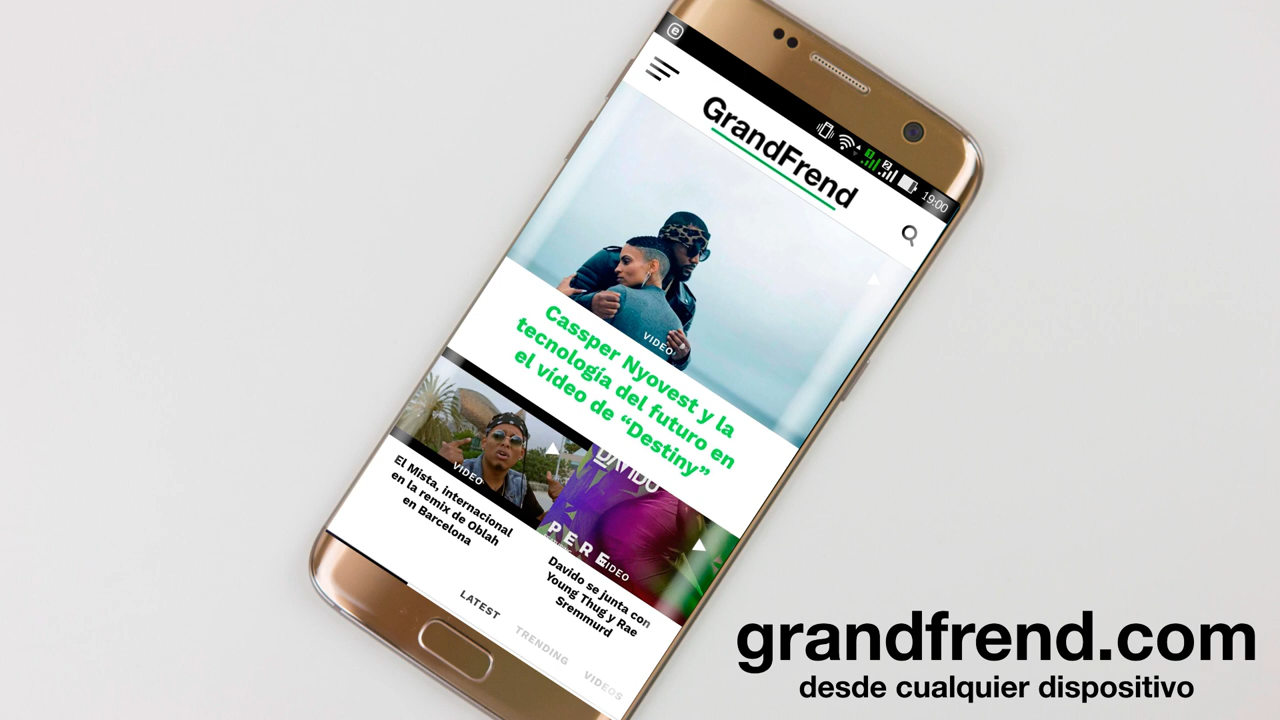 19:00
GrandFrend
VIDEO
Cassper Nyovest y la
tecnología del futuro en
el vídeo de “Destiny”
VIDEO
El Mista, internacional
en la remix de Oblah
en Barcelona
DAVIDO
PERE
VIDEO
Davido se junta con
Young Thug y Rae
Sremmurd
LATEST
TRENDING
VIDEOS
grandfrend.com
desde cualquier dispositivo